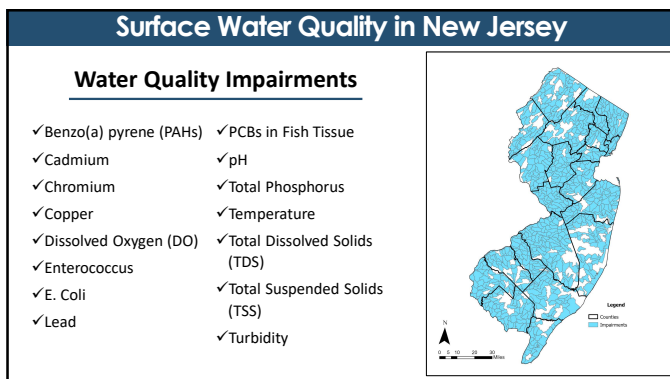 Surface Water Quality in New Jersey
Water Quality Impairments
✓Benzo(a) pyrene (PAHs)
✓Cadmium
✓Chromium
✓Copper
✓Dissolved Oxygen (DO)
✓Enterococcus
✓E. Coli
✓Lead
✓PCBs in Fish Tissue
✓pH
✓Total Phosphorus
✓Temperature
✓Total Dissolved Solids
(TDS)
✓Total Suspended Solids
(TSS)
✓Turbidity
Legend
Counties
Impairments
N
0 5 10 20 30
Miles